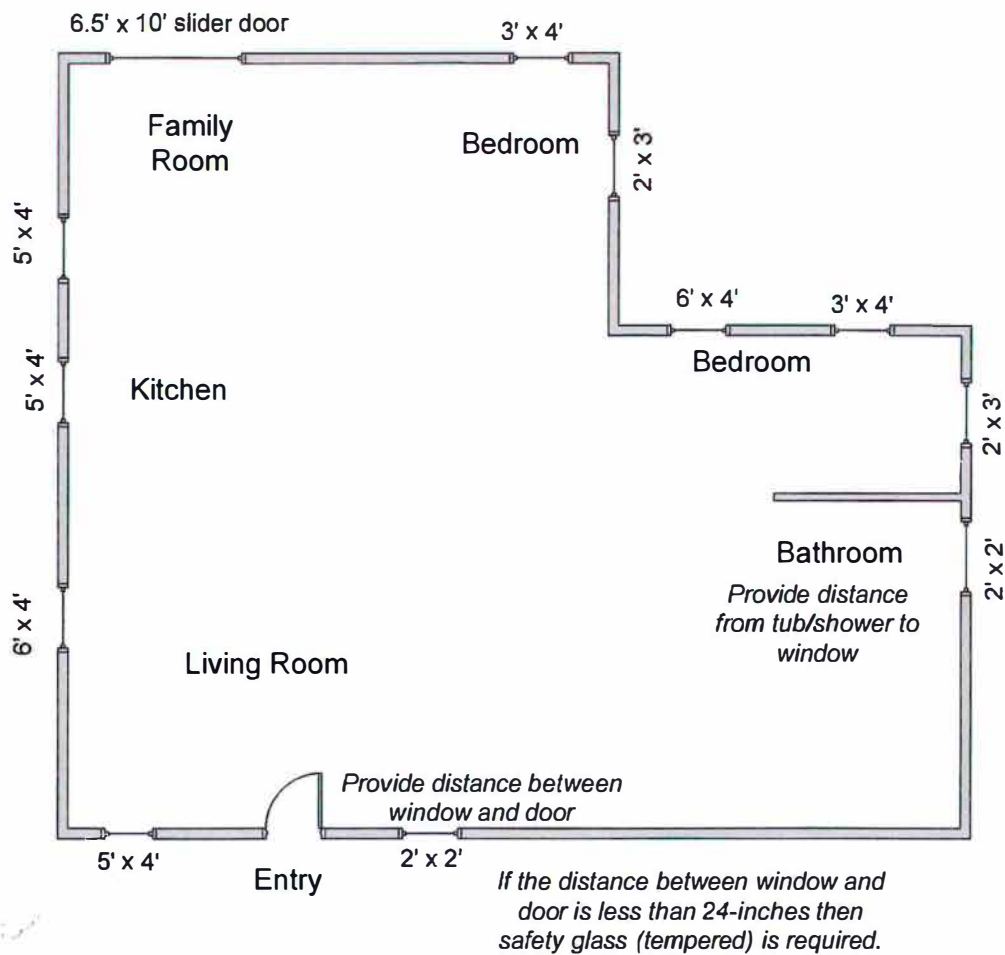 6.5' x 10' slider door
3' x 4'
Family
Room
Bedroom
2' x 3'
5' x 4'
6' x 4'
3' x 4'
Bedroom
5' x 4'
Kitchen
2' x 3'
Bathroom
2' x 2'
Provide distance
from tub/shower to
window
6' x 4'
Living Room
Provide distance between
window and door
5' x 4'
2' x 2'
Entry
If the distance between window and
door is less than 24-inches then
safety glass (tempered) is required.